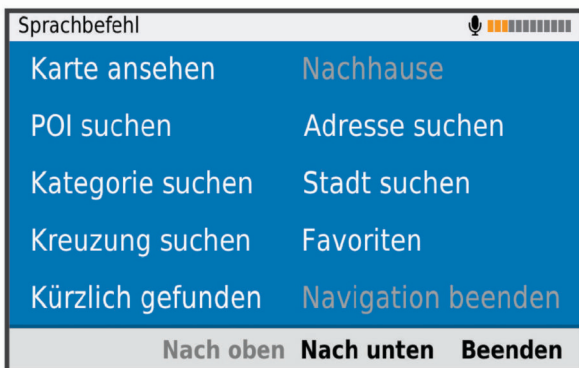 Sprachbefehl
Karte ansehen Nachhause
POI suchen Adresse suchen
Kategorie suchen Stadt suchen
Kreuzung suchen Favoriten
Kürzlich gefunden Navigation beenden
Nach oben Nach unten Beenden